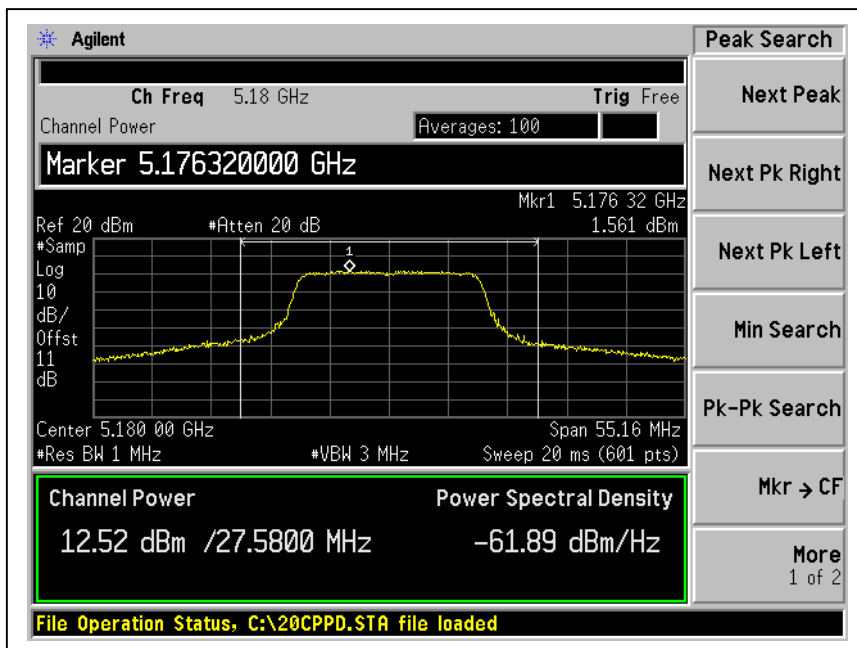 Agilent
Peak Search
Ch Freq 5.18 GHz Trig Free
Channel Power Averages: 100
Marker 5.176320000 GHz
Mkr1 5.176 32 GHz
Ref 20 dBm #Atten 20 dB 1.561 dBm
#Samp
Log
10
dB/
Offst
11
dB
1
Center 5.180 00 GHz Span 55.16 MHz
#Res BW 1 MHz #VBW 3 MHz Sweep 20 ms (601 pts)
Channel Power Power Spectral Density
12.52 dBm /27.5800 MHz -61.89 dBm/Hz
File Operation Status, C:\20CPPD.STA file loaded
Next Peak
Next Pk Right
Next Pk Left
Min Search
Pk-Pk Search
Mkr → CF
More
1 of 2